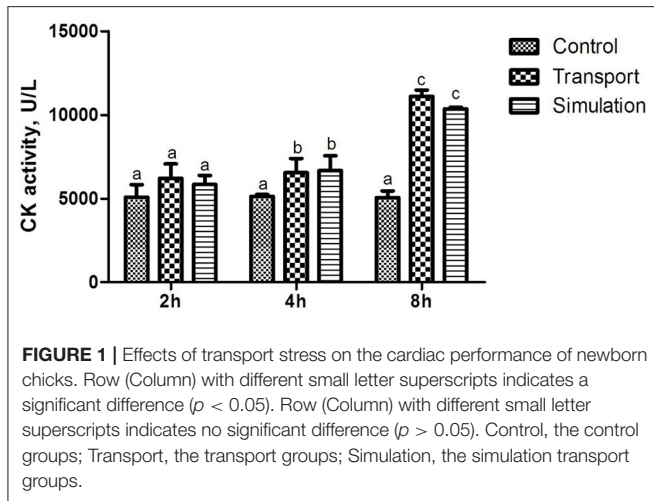 15000
10000
5000
0
CK activity, U/L
a a a
a b b
a c c
2h 4h 8h
Control
Transport
Simulation
FIGURE 1 | Effects of transport stress on the cardiac performance of newborn
chicks. Row (Column) with different small letter superscripts indicates a
significant difference (p < 0.05). Row (Column) with different small letter
superscripts indicates no significant difference (p > 0.05). Control, the control
groups; Transport, the transport groups; Simulation, the simulation transport
groups.